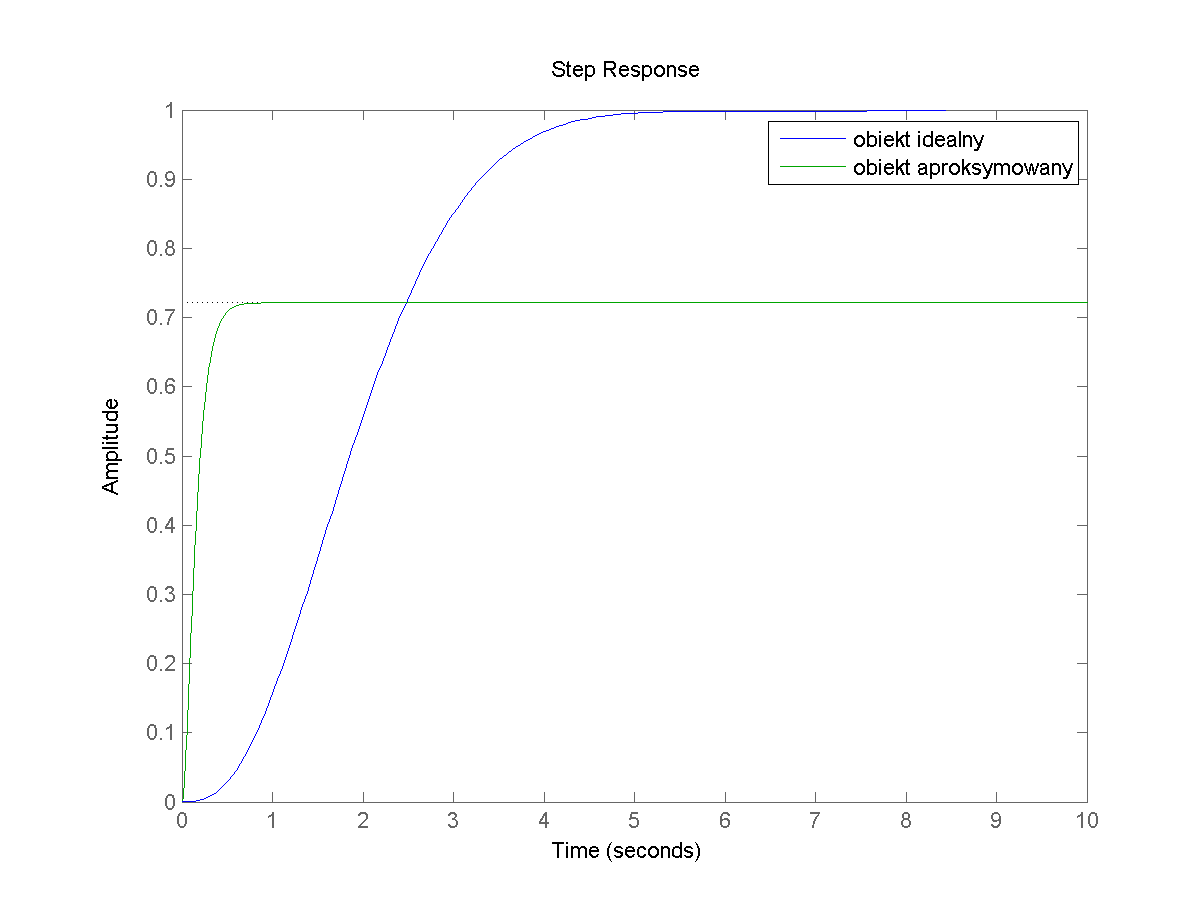 Step Response
1
0.9
0.8
0.7
0.6
0.5
0.4
0.3
0.2
0.1
0
Amplitude
obiekt idealny
obiekt aproksymowany
0 1 2 3 4 5 6 7 8 9 10
Time (seconds)